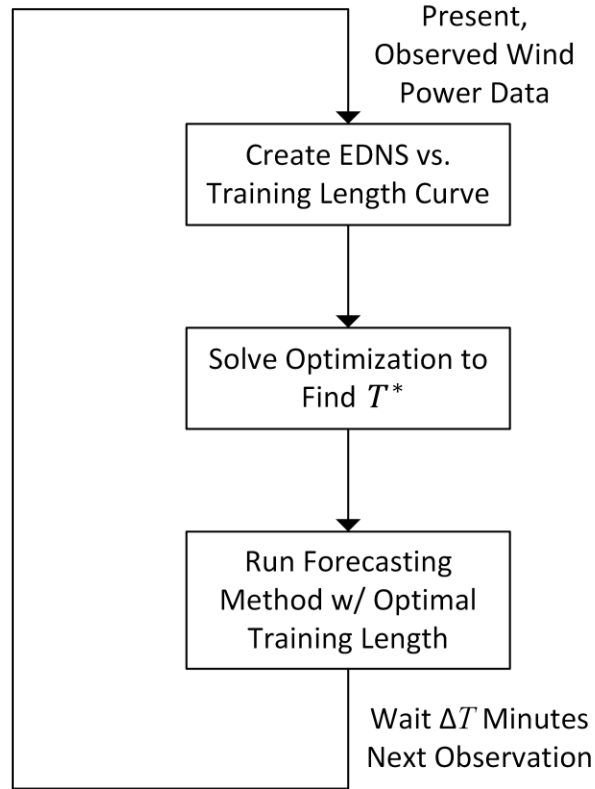 Present,
Observed Wind
Power Data
Create EDNS vs.
Training Length Curve
Solve Optimization to
Find T*
Run Forecasting
Method w/ Optimal
Training Length
Wait ΔT Minutes
Next Observation